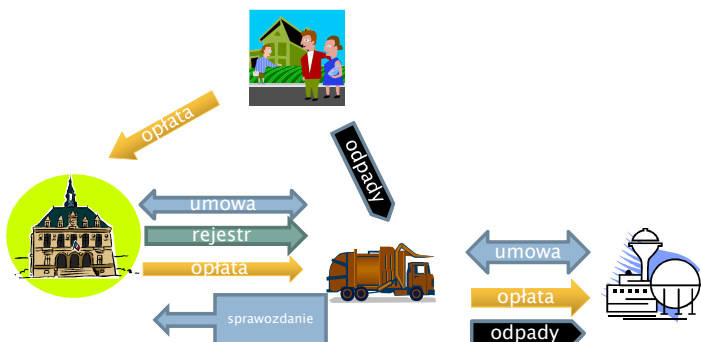 opłata
odpady
umowa
rejestr
opłata
sprawozdanie
umowa
opłata
odpady